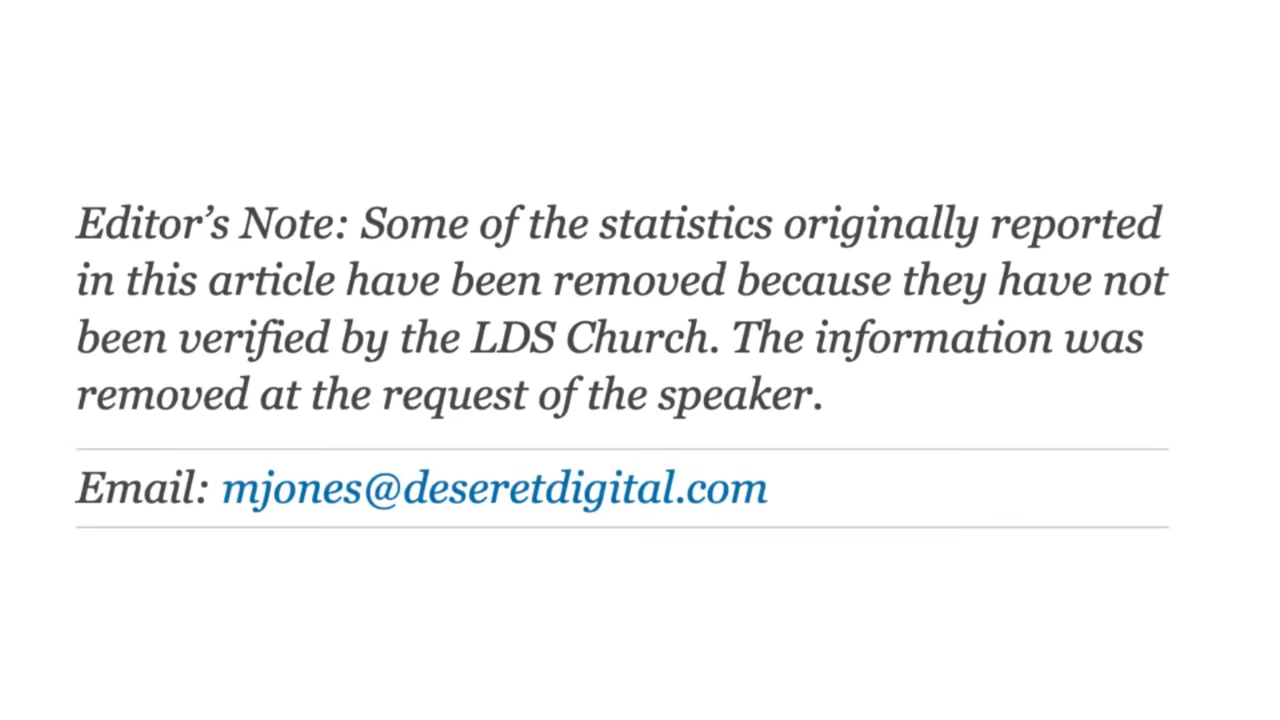 Editor’s Note: Some of the statistics originally reported
in this article have been removed because they have not
been verified by the LDS Church. The information was
removed at the request of the speaker.
Email: mjones@deseretdigital.com